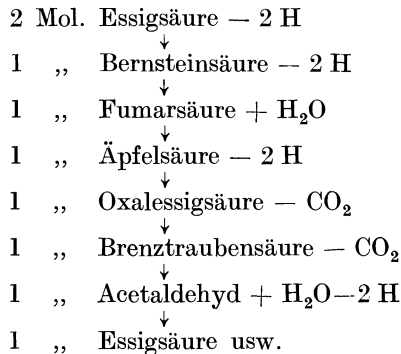 2 Mol. Essigsäure — 2 H
↓
1 ,, Bernsteinsäure — 2 H
↓
1 ,, Fumarsäure + H₂O
↓
1 ,, Äpfelsäure — 2 H
↓
1 ,, Oxalessigsäure — CO₂
↓
1 ,, Brenztraubensäure — CO₂
↓
1 ,, Acetaldehyd + H₂O—2 H
↓
1 ,, Essigsäure usw.